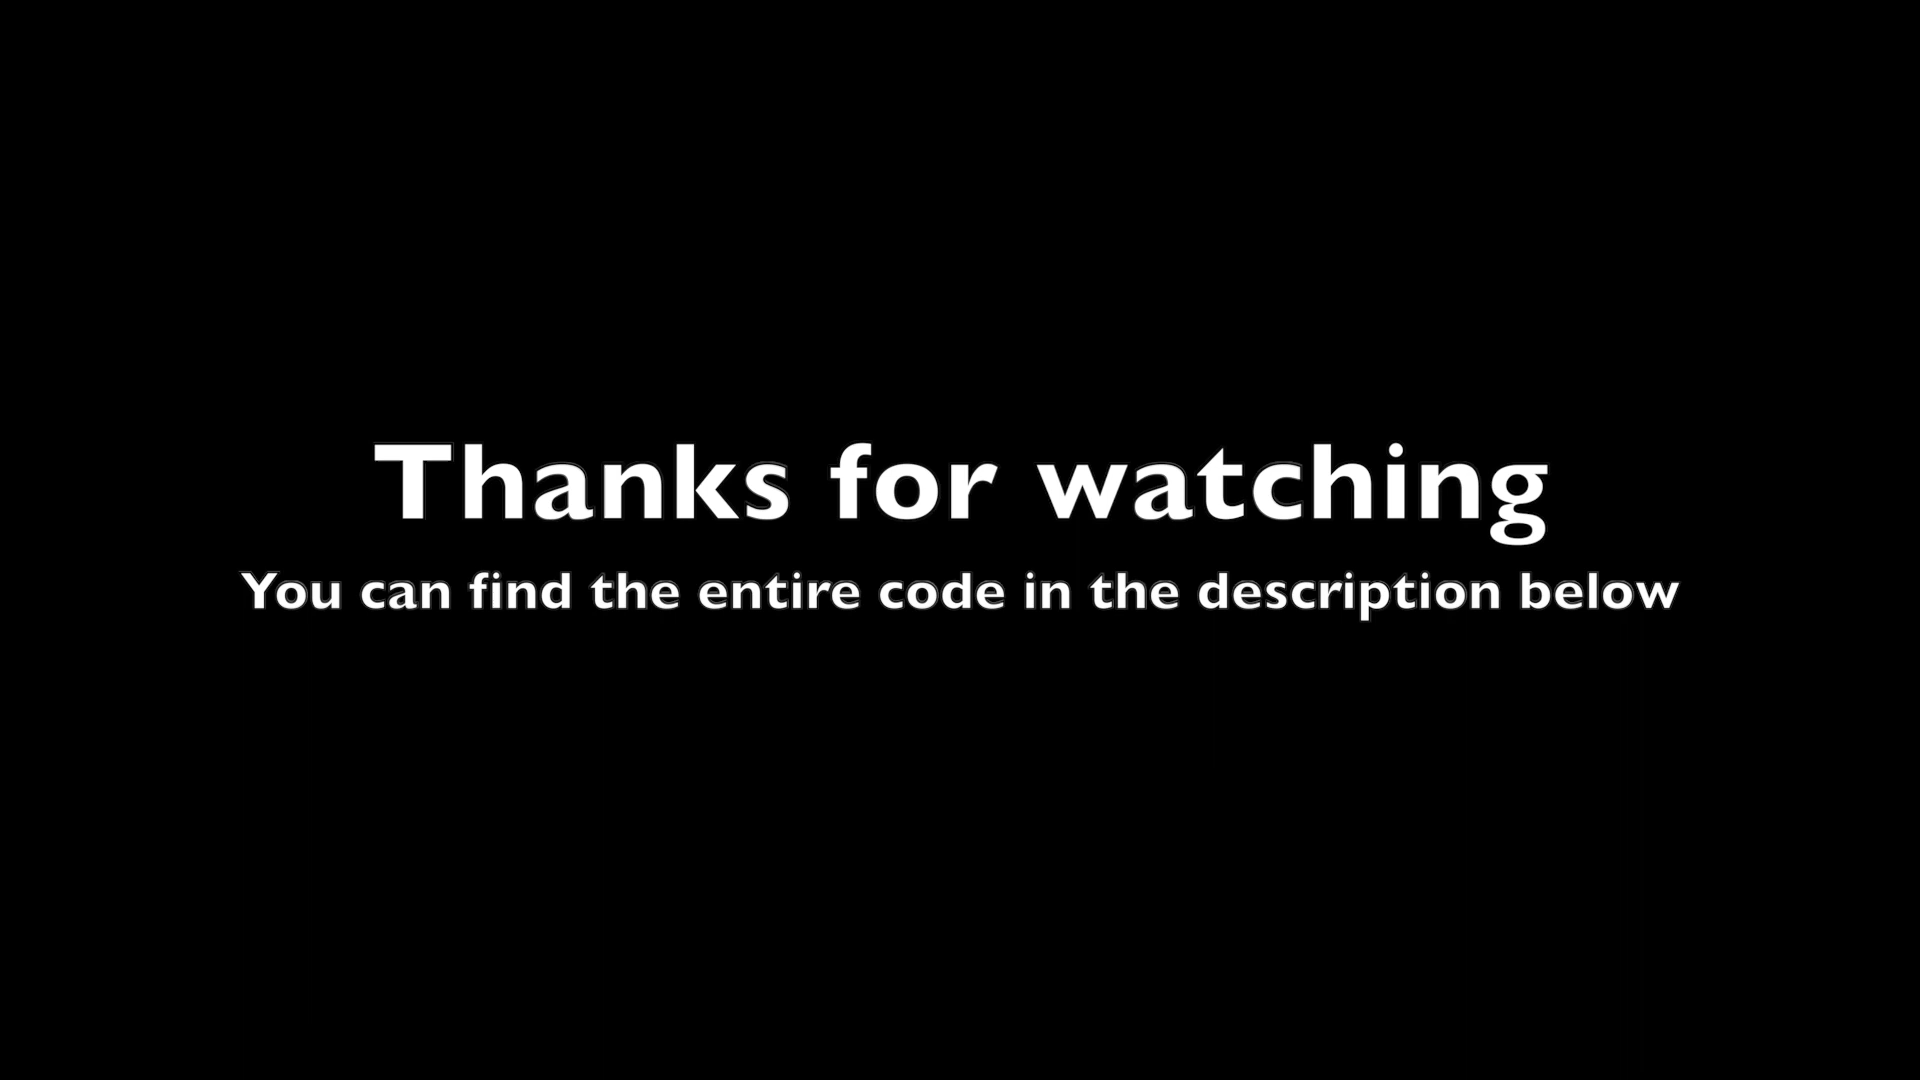 Thanks for watching
You can find the entire code in the description below